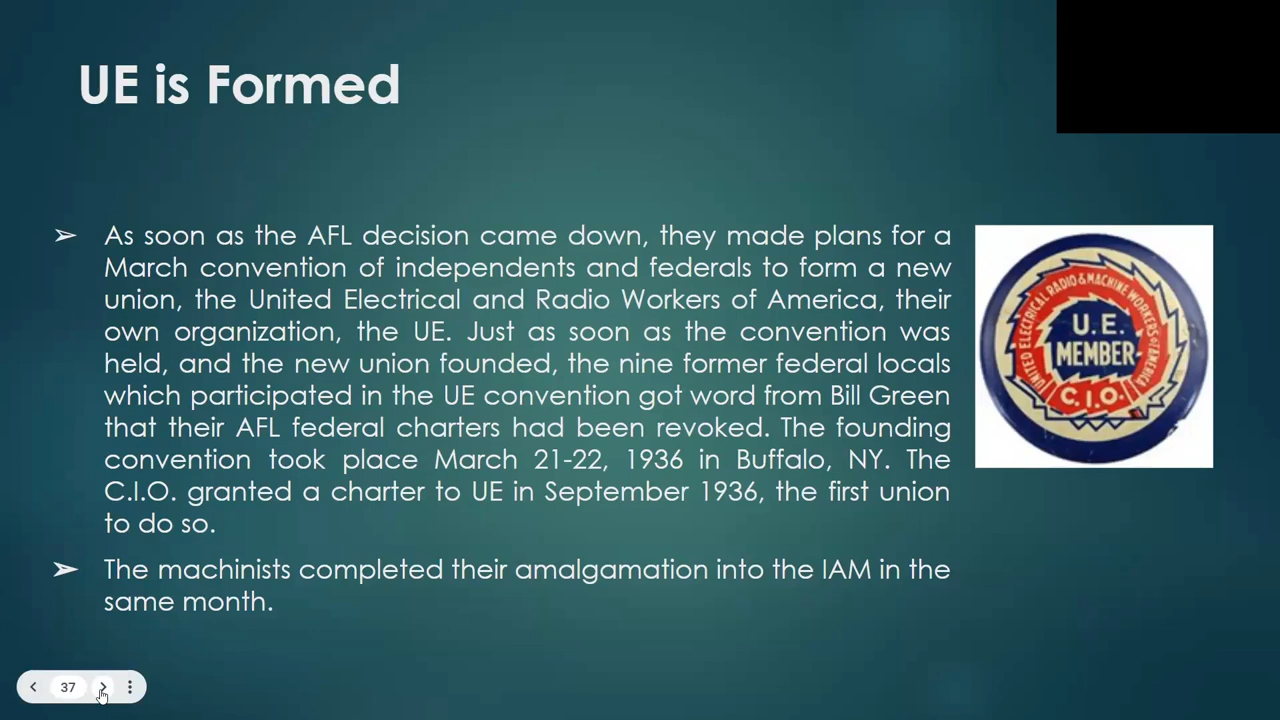 UE is Formed
➢ As soon as the AFL decision came down, they made plans for a
March convention of independents and federals to form a new
union, the United Electrical and Radio Workers of America, their
own organization, the UE. Just as soon as the convention was
held, and the new union founded, the nine former federal locals
which participated in the UE convention got word from Bill Green
that their AFL federal charters had been revoked. The founding
convention took place March 21-22, 1936 in Buffalo, NY. The
C.I.O. granted a charter to UE in September 1936, the first union
to do so.
➢ The machinists completed their amalgamation into the IAM in the
same month.
UNITED ELECTRICAL RADIO & MACHINE WORKERS OF AMERICA
U.E.
MEMBER
C.I.O.
37